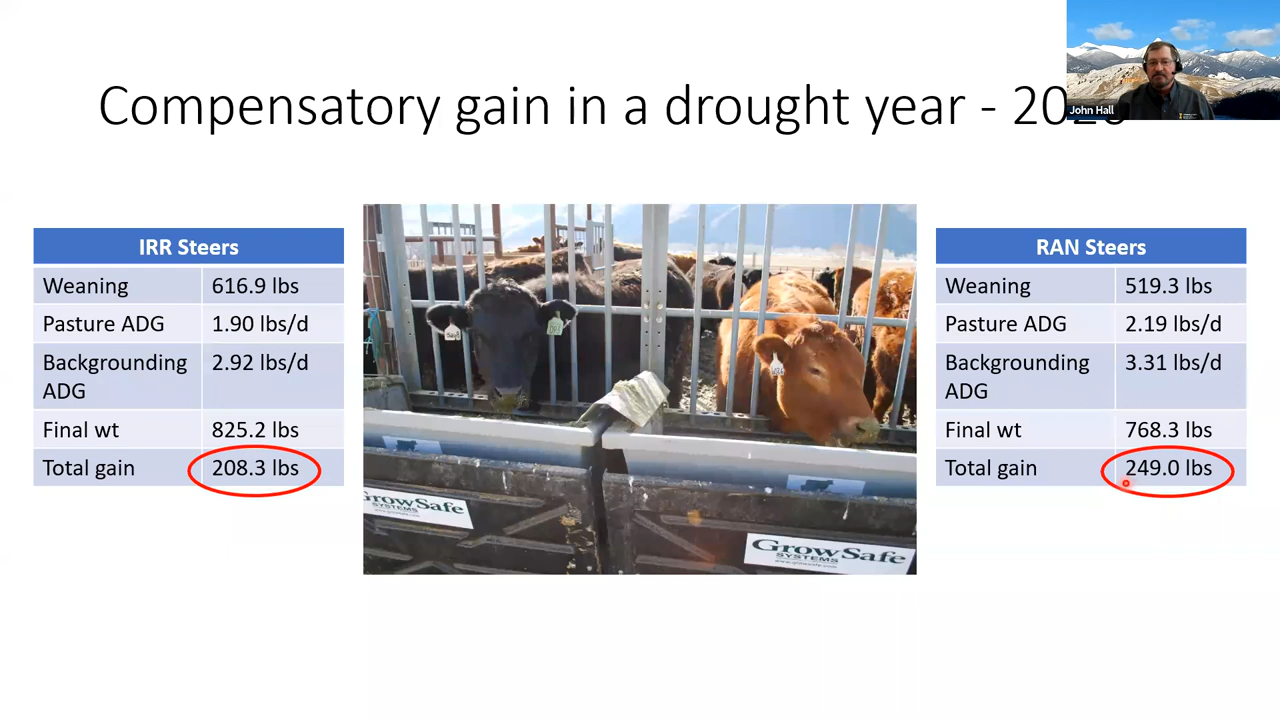 Compensatory gain in a drought year -
John Hall
IRR Steers
Weaning 616.9 lbs
Pasture ADG 1.90 lbs/d
Backgrounding 2.92 lbs/d
ADG
Final wt 825.2 lbs
Total gain 208.3 lbs
GrowSafe
SYSTEMS
GrowSafe
SYSTEMS
www.growsafe.com
RAN Steers
Weaning 519.3 lbs
Pasture ADG 2.19 lbs/d
Backgrounding 3.31 lbs/d
ADG
Final wt 768.3 lbs
Total gain 249.0 lbs